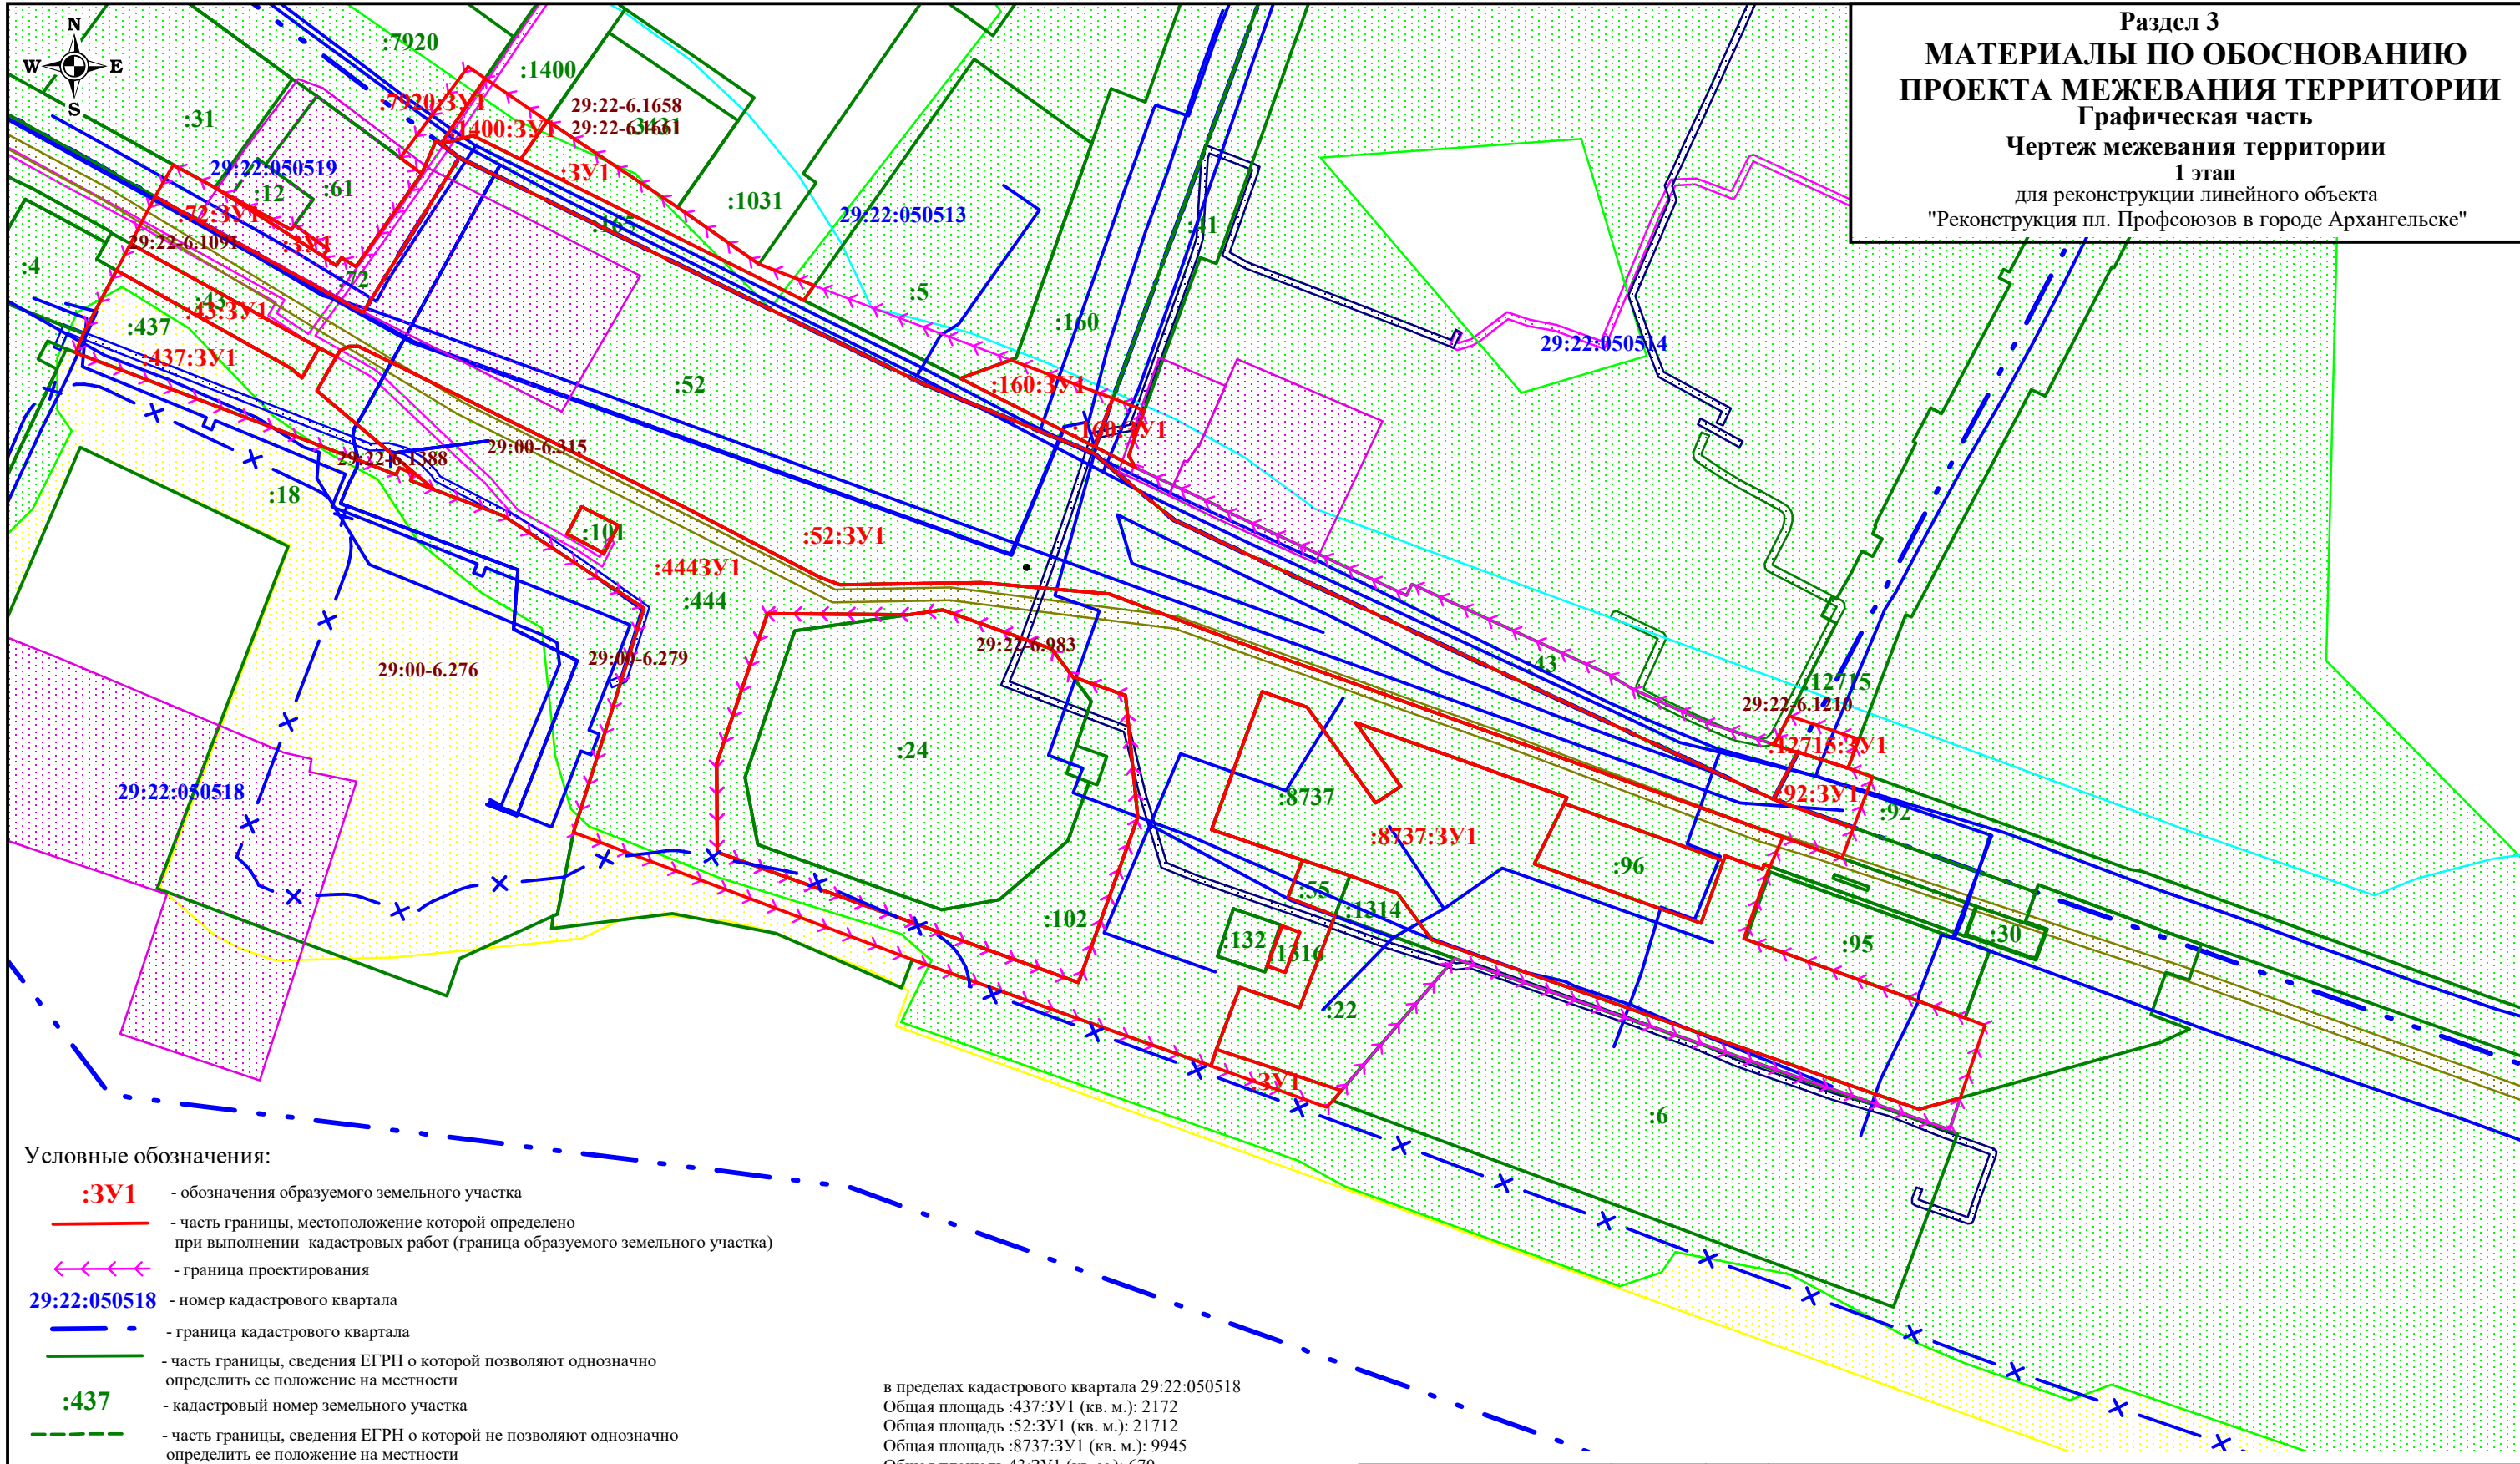 Раздел 3
МАТЕРИАЛЫ ПО ОБОСНОВАНИЮ
ПРОЕКТА МЕЖЕВАНИЯ ТЕРРИТОРИИ
Графическая часть
Чертеж межевания территории
1 этап
для реконструкции линейного объекта
"Реконструкция пл. Профсоюзов в городе Архангельске"
N
W E
S
:7920
:1400
:7920:ЗУ1
:1400:ЗУ1
29:22-6.1658
29:22-6.1661
:3431
:31
29:22:050519
:12
:61
:ЗУ1
:72:ЗУ1
:ЗУ1
29:22-6.1091
:165
:1031
29:22:050513
:41
:4
:72
:43
:43:ЗУ1
:5
:160
:437
:437:ЗУ1
29:22:050514
:52
:160:ЗУ1
:160:ЗУ1
29:00-6.315
29:22-6.1388
:18
:101
:52:ЗУ1
:444ЗУ1
:444
29:22-6.983
29:00-6.279
29:00-6.276
:43
:12715
29:22-6.1210
:12715:ЗУ1
:24
29:22:050518
:8737
:92:ЗУ1
:92
:8737:ЗУ1
:96
:55
:1314
:102
:132
:1316
:95
:30
:22
:ЗУ1
:6
Условные обозначения:
:ЗУ1 - обозначения образуемого земельного участка
- часть границы, местоположение которой определено
при выполнении кадастровых работ (граница образуемого земельного участка)
- граница проектирования
29:22:050518 - номер кадастрового квартала
- граница кадастрового квартала
- часть границы, сведения ЕГРН о которой позволяют однозначно
определить ее положение на местности
:437 - кадастровый номер земельного участка
- часть границы, сведения ЕГРН о которой не позволяют однозначно
определить ее положение на местности
в пределах кадастрового квартала 29:22:050518
Общая площадь :437:ЗУ1 (кв. м.): 2172
Общая площадь :52:ЗУ1 (кв. м.): 21712
Общая площадь :8737:ЗУ1 (кв. м.): 9945